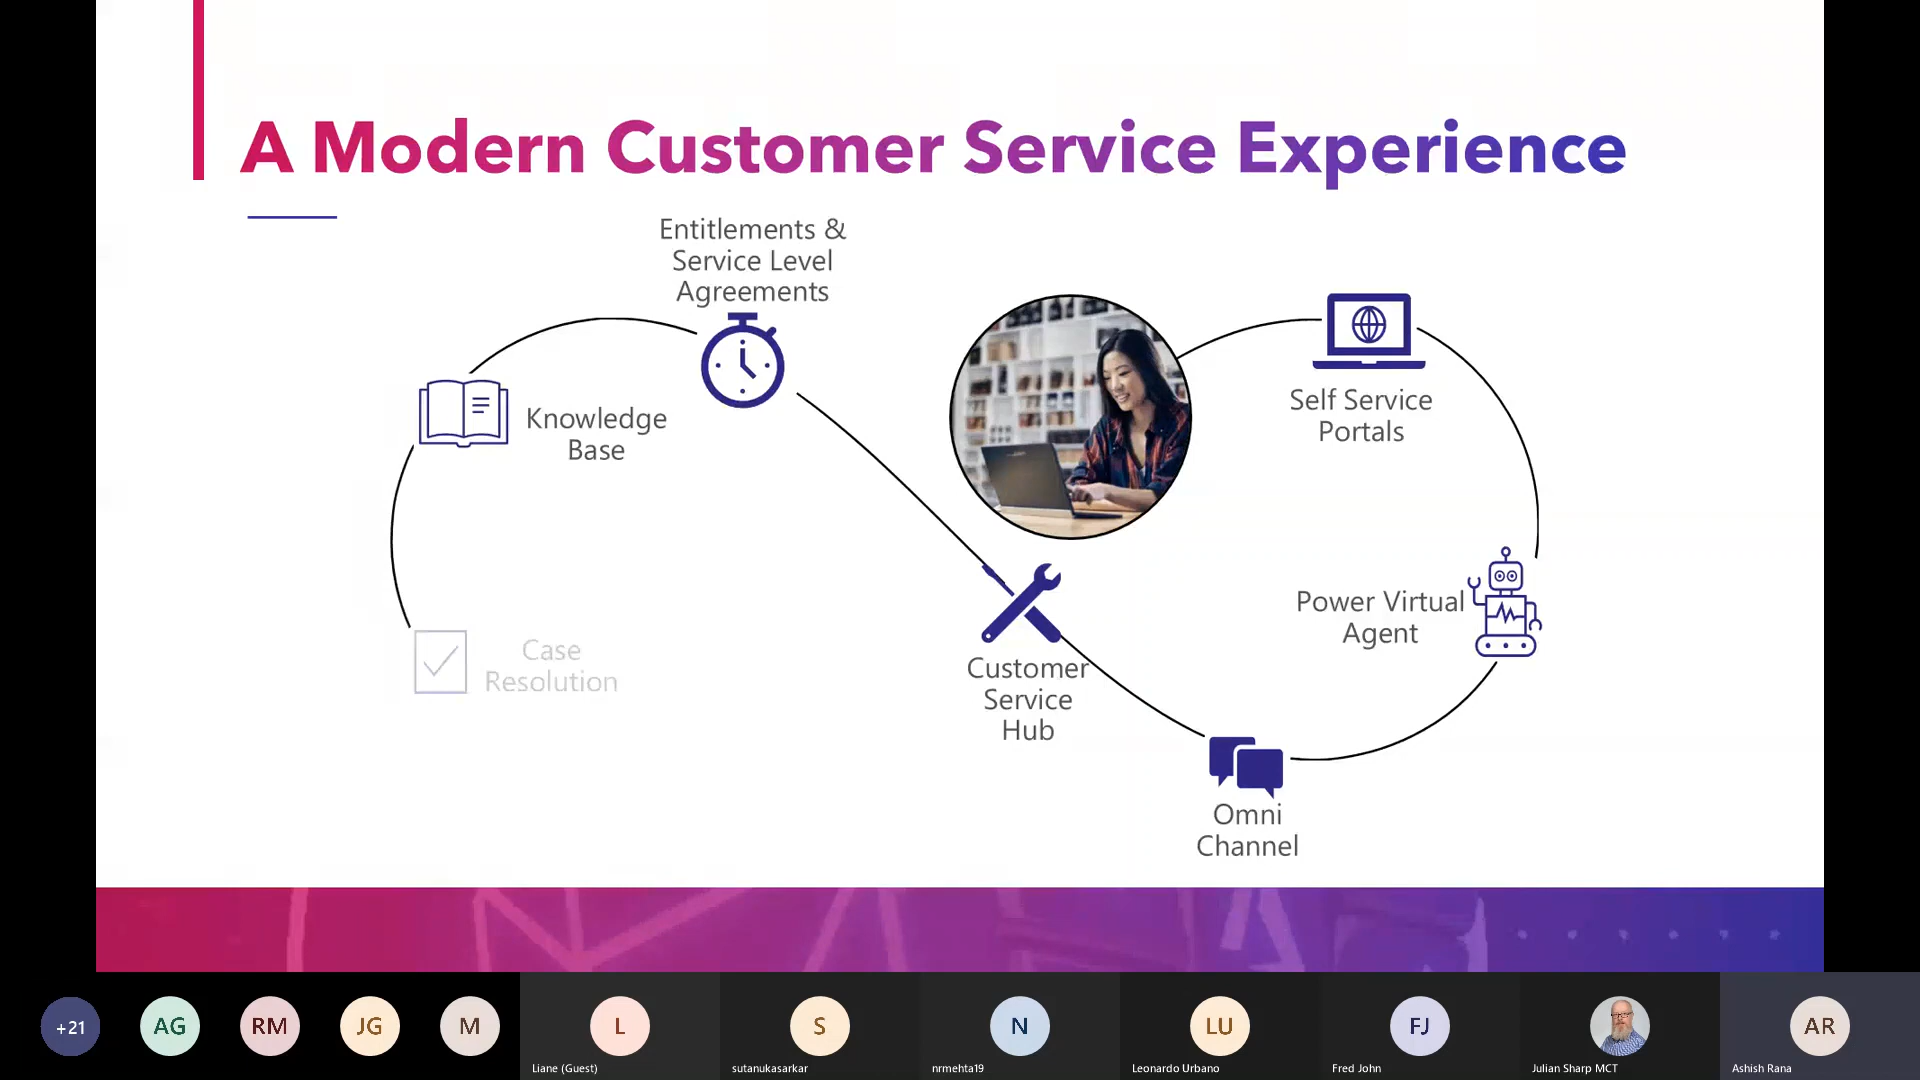 A Modern Customer Service Experience
Entitlements &
Service Level
Agreements
Knowledge
Base
Case
Resolution
Self Service
Portals
Power Virtual
Agent
Customer
Service
Hub
Omni
Channel
+21
AG
RM
JG
M
L
S
N
LU
FJ
AR
Liane (Guest)
sutanukasarkar
nrmehta19
Leonardo Urbano
Fred John
Julian Sharp MCT
Ashish Rana